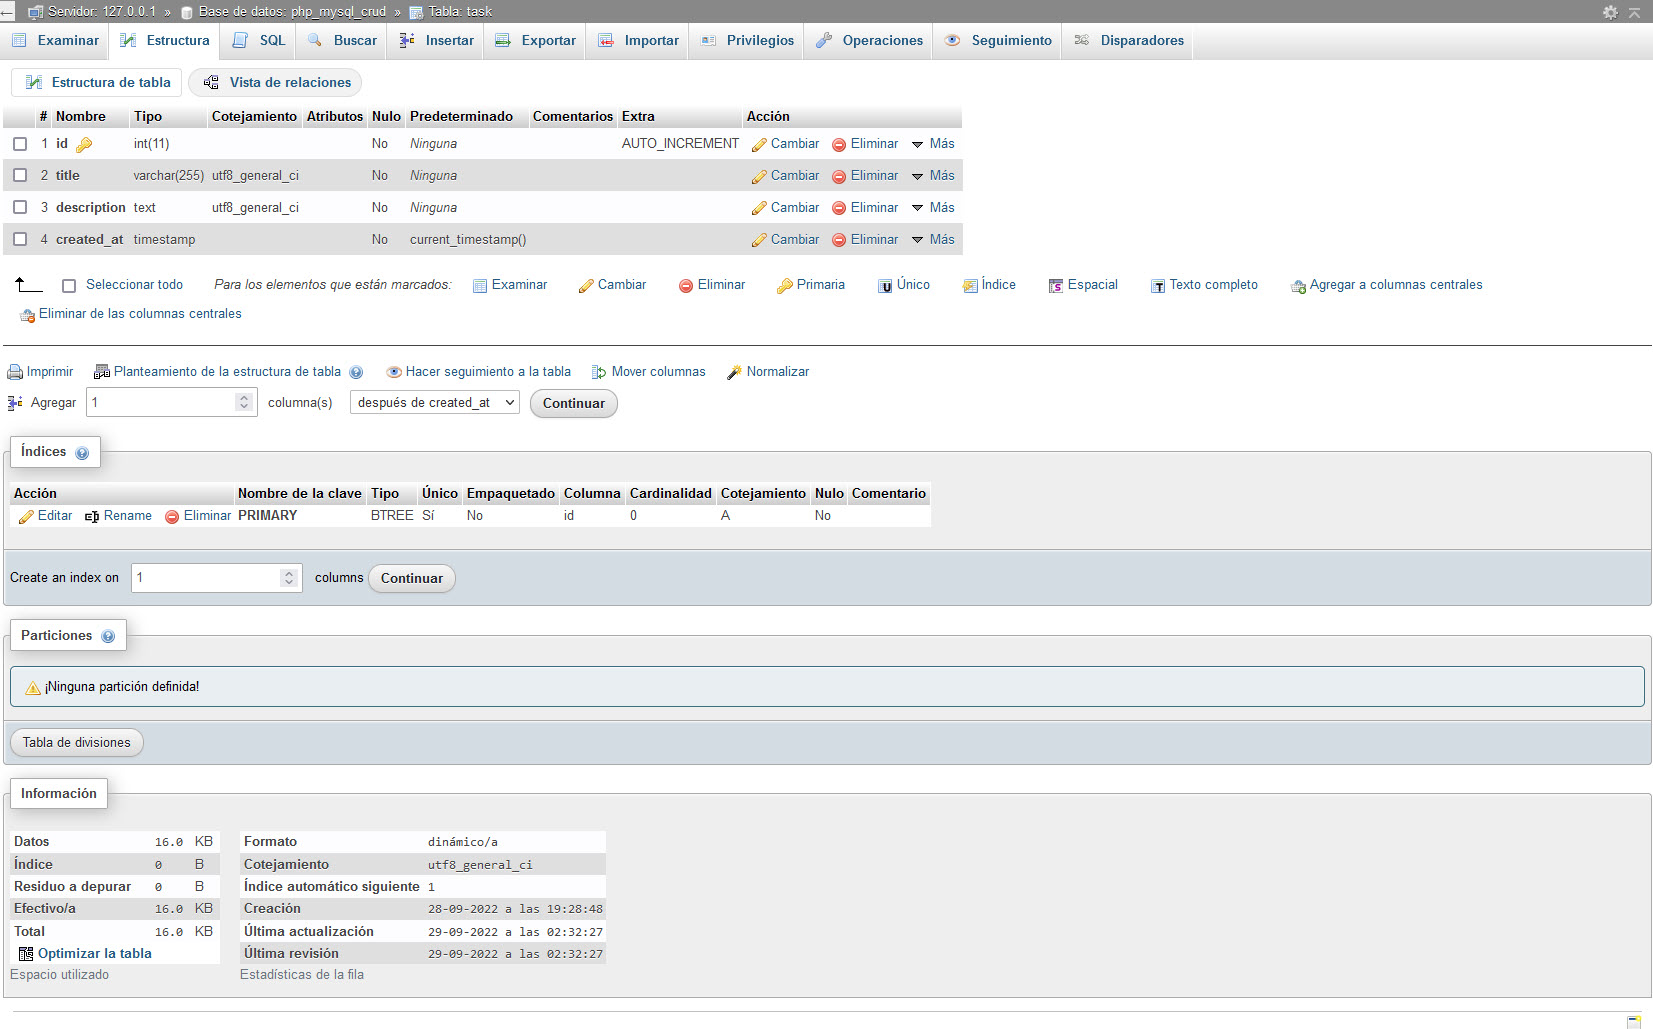 Servidor: 127.0.0.1 » Base de datos: php_mysql_crud » Tabla: task
Examinar Estructura SQL Buscar Insertar Exportar Importar Privilegios Operaciones Seguimiento Disparadores
Estructura de tabla Vista de relaciones
# Nombre Tipo Cotejamiento Atributos Nulo Predeterminado Comentarios Extra Acción
1 id int(11) No Ninguna AUTO_INCREMENT Cambiar Eliminar Más
2 title varchar(255) utf8_general_ci No Ninguna Cambiar Eliminar Más
3 description text utf8_general_ci No Ninguna Cambiar Eliminar Más
4 created_at timestamp No current_timestamp() Cambiar Eliminar Más
Seleccionar todo Para los elementos que están marcados: Examinar Cambiar Eliminar Primaria Único Índice Espacial Texto completo Agregar a columnas centrales
Eliminar de las columnas centrales
Imprimir Planteamiento de la estructura de tabla Hacer seguimiento a la tabla Mover columnas Normalizar
Agregar 1 columna(s) después de created_at Continuar
Índices
Acción Nombre de la clave Tipo Único Empaquetado Columna Cardinalidad Cotejamiento Nulo Comentario
Editar Rename Eliminar PRIMARY BTREE Sí No id 0 A No
Create an index on 1 columns Continuar
Particiones
¡Ninguna partición definida!
Tabla de divisiones
Información
Datos 16.0 KB
Índice 0 B
Residuo a depurar 0 B
Efectivo/a 16.0 KB
Total 16.0 KB
Optimizar la tabla
Espacio utilizado
Formato dinámico/a
Cotejamiento utf8_general_ci
Índice automático siguiente 1
Creación 28-09-2022 a las 19:28:48
Última actualización 29-09-2022 a las 02:32:27
Última revisión 29-09-2022 a las 02:32:27
Estadísticas de la fila